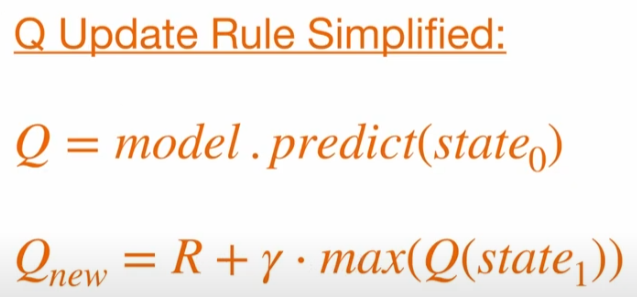 Q Update Rule Simplified:
Q = model . predict(state₀)
Qₙₑw = R + γ · max(Q(state₁))